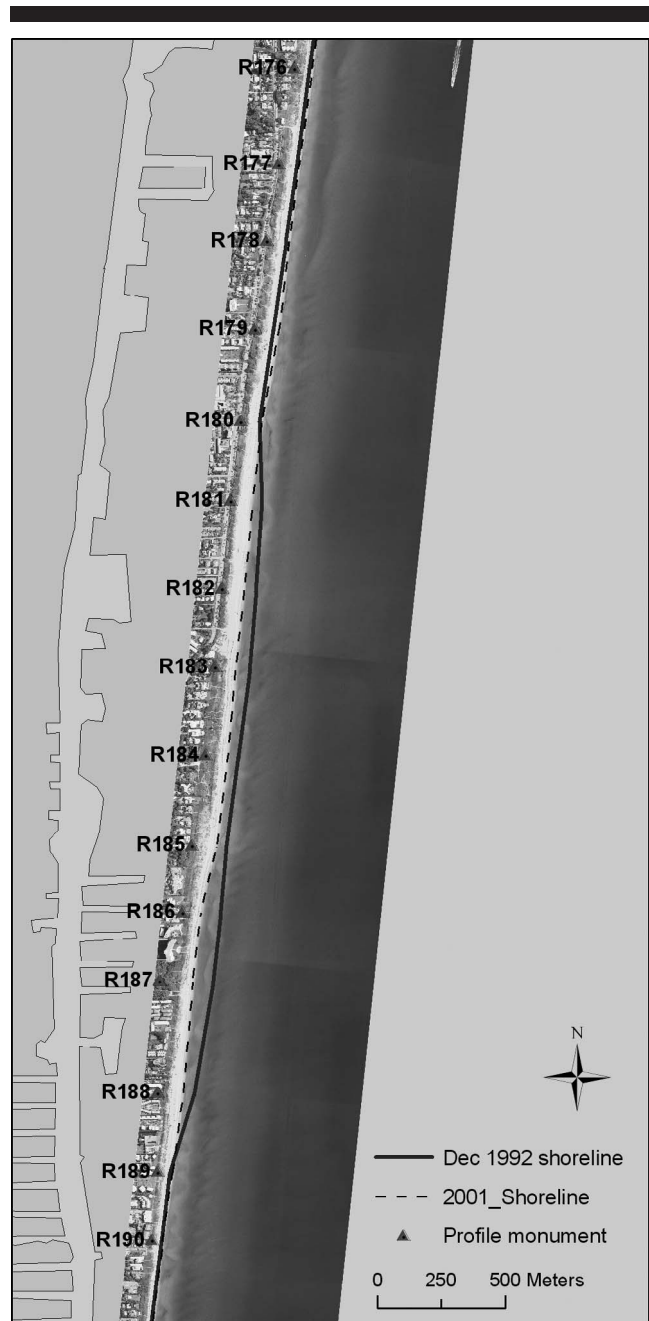 R176
R177
R178
R179
R180
R181
R182
R183
R184
R185
R186
R187
R188
R189
R190
N
Dec 1992 shoreline
2001_Shoreline
Profile monument
0 250 500 Meters